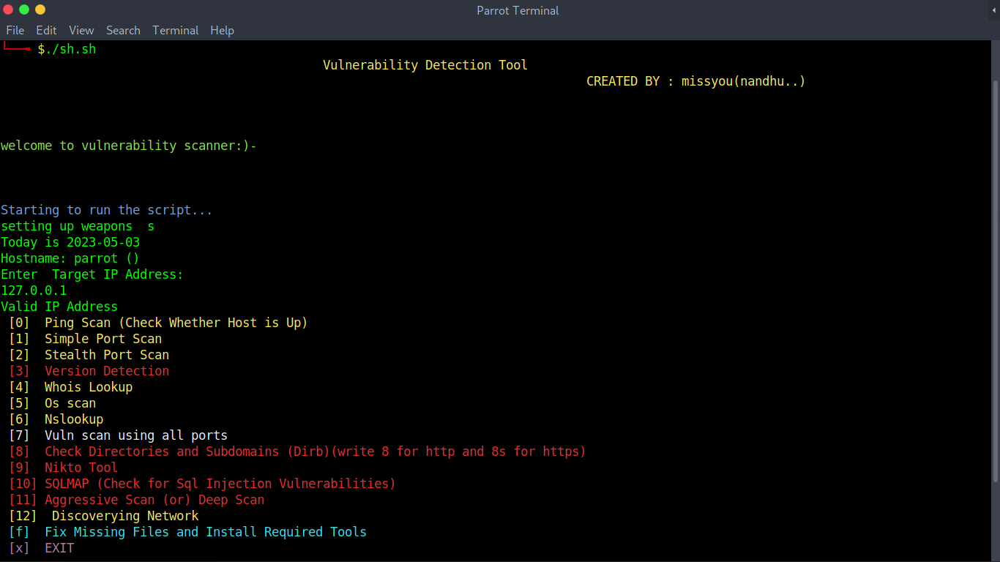 Parrot Terminal
File Edit View Search Terminal Help
$./sh.sh
Vulnerability Detection Tool
CREATED BY : missyou(nandhu..)
welcome to vulnerability scanner:)-
Starting to run the script...
setting up weapons  s
Today is 2023-05-03
Hostname: parrot ()
Enter  Target IP Address:
127.0.0.1
Valid IP Address
[0]  Ping Scan (Check Whether Host is Up)
[1]  Simple Port Scan
[2]  Stealth Port Scan
[3]  Version Detection
[4]  Whois Lookup
[5]  Os scan
[6]  Nslookup
[7]  Vuln scan using all ports
[8]  Check Directories and Subdomains (Dirb)(write 8 for http and 8s for https)
[9]  Nikto Tool
[10] SQLMAP (Check for Sql Injection Vulnerabilities)
[11] Aggressive Scan (or) Deep Scan
[12]  Discoverying Network
[f]  Fix Missing Files and Install Required Tools
[x]  EXIT